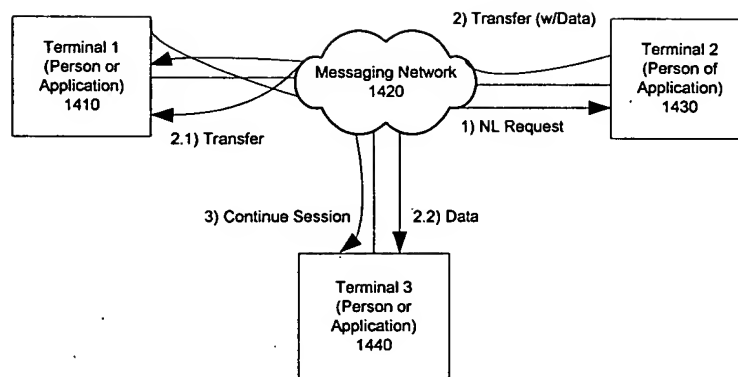 2) Transfer (w/Data)
Terminal 1
(Person or
Application)
1410
Messaging Network
1420
Terminal 2
(Person of
Application)
1430
1) NL Request
2.1) Transfer
3) Continue Session
2.2) Data
Terminal 3
(Person or
Application)
1440